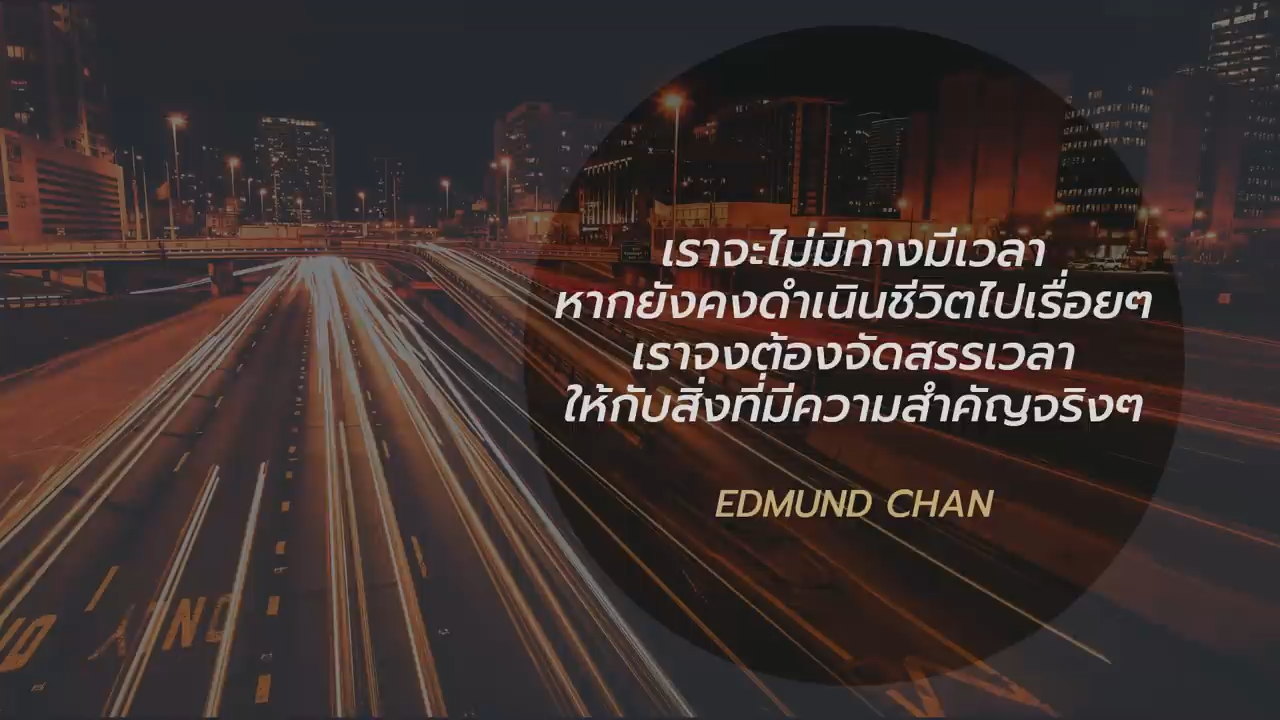 เราจะไม่มีทางมีเวลา
หากยังคงดำเนินชีวิตไปเรื่อยๆ
เราจงต้องจัดสรรเวลา
ให้กับสิ่งที่มีความสำคัญจริงๆ
EDMUND CHAN